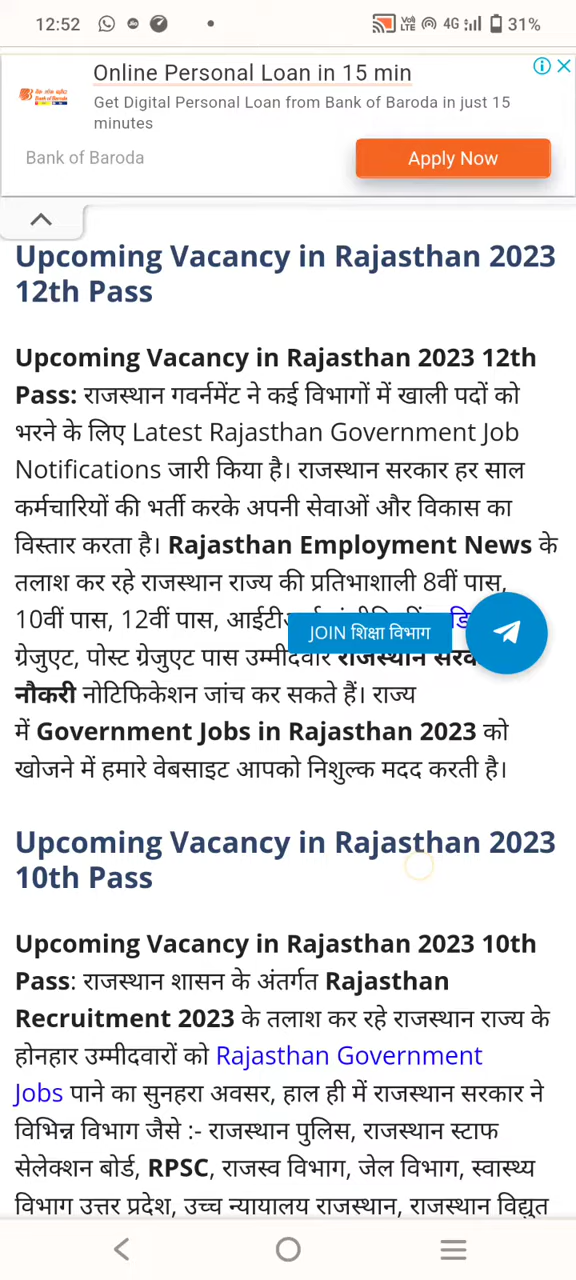 12:52
4G
31%
Online Personal Loan in 15 min
Get Digital Personal Loan from Bank of Baroda in just 15
minutes
Bank of Baroda
Apply Now
Upcoming Vacancy in Rajasthan 2023
12th Pass
Upcoming Vacancy in Rajasthan 2023 12th
Pass: राजस्थान गवर्नमेंट ने कई विभागों में खाली पदों को
भरने के लिए Latest Rajasthan Government Job
Notifications जारी किया है। राजस्थान सरकार हर साल
कर्मचारियों की भर्ती करके अपनी सेवाओं और विकास का
विस्तार करता है। Rajasthan Employment News के
तलाश कर रहे राजस्थान राज्य की प्रतिभाशाली 8वीं पास,
10वीं पास, 12वीं पास,
JOIN शिक्षा विभाग
ग्रेजुएट, पोस्ट ग्रेजुएट पास उम्मीदवार राजस्थान
नौकरी नोटिफिकेशन जांच कर सकते हैं। राज्य
में Government Jobs in Rajasthan 2023 को
खोजने में हमारे वेबसाइट आपको निशुल्क मदद करती है।
Upcoming Vacancy in Rajasthan 2023
10th Pass
Upcoming Vacancy in Rajasthan 2023 10th
Pass: राजस्थान शासन के अंतर्गत Rajasthan
Recruitment 2023 के तलाश कर रहे राजस्थान राज्य के
होनहार उम्मीदवारों को Rajasthan Government
Jobs पाने का सुनहरा अवसर, हाल ही में राजस्थान सरकार ने
विभिन्न विभाग जैसे :- राजस्थान पुलिस, राजस्थान स्टाफ
सेलेक्शन बोर्ड, RPSC, राजस्व विभाग, जेल विभाग, स्वास्थ्य
विभाग उत्तर प्रदेश, उच्च न्यायालय राजस्थान, राजस्थान विद्युत